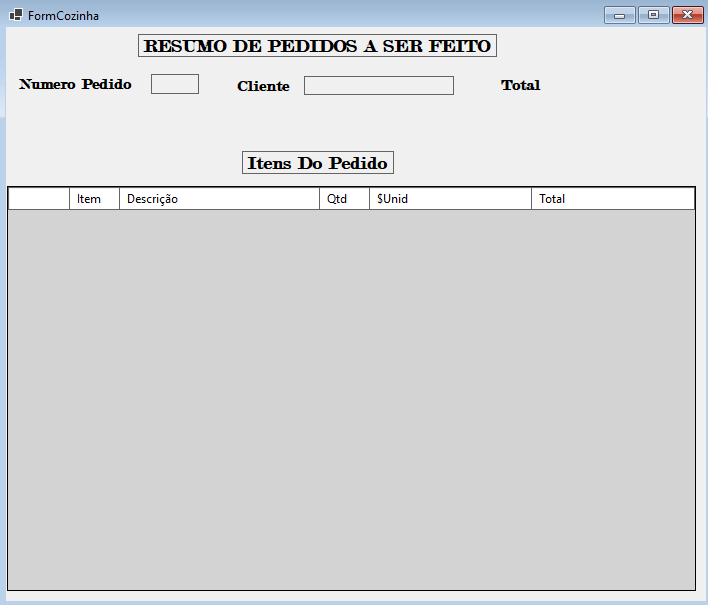 FormCozinha
RESUMO DE PEDIDOS A SER FEITO
Numero Pedido Cliente Total
Itens Do Pedido
Item Descrição Qtd $Unid Total